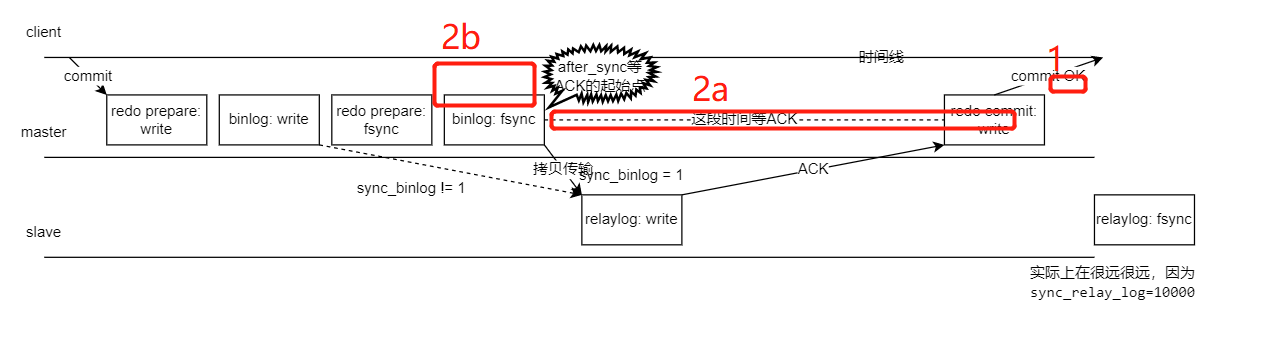 client
2b
1
时间线
after_sync等
ACK的起始点
commit
commit OK
2a
master
redo prepare:
write
binlog: write
redo prepare:
fsync
binlog: fsync
这段时间等ACK
redo commit:
write
拷贝传输
sync_binlog = 1
ACK
sync_binlog != 1
slave
relaylog: write
relaylog: fsync
实际上在很远很远，因为
sync_relay_log=10000